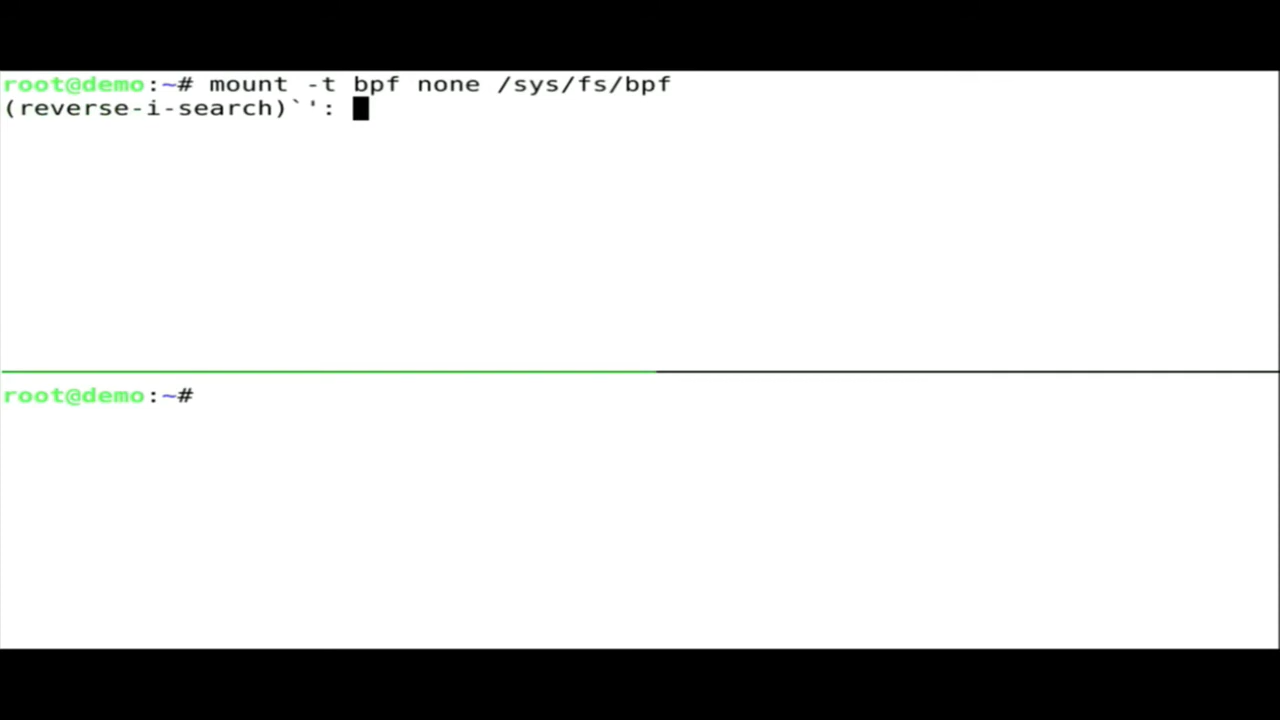 root@demo:~# mount -t bpf none /sys/fs/bpf
(reverse-i-search)`':
root@demo:~#